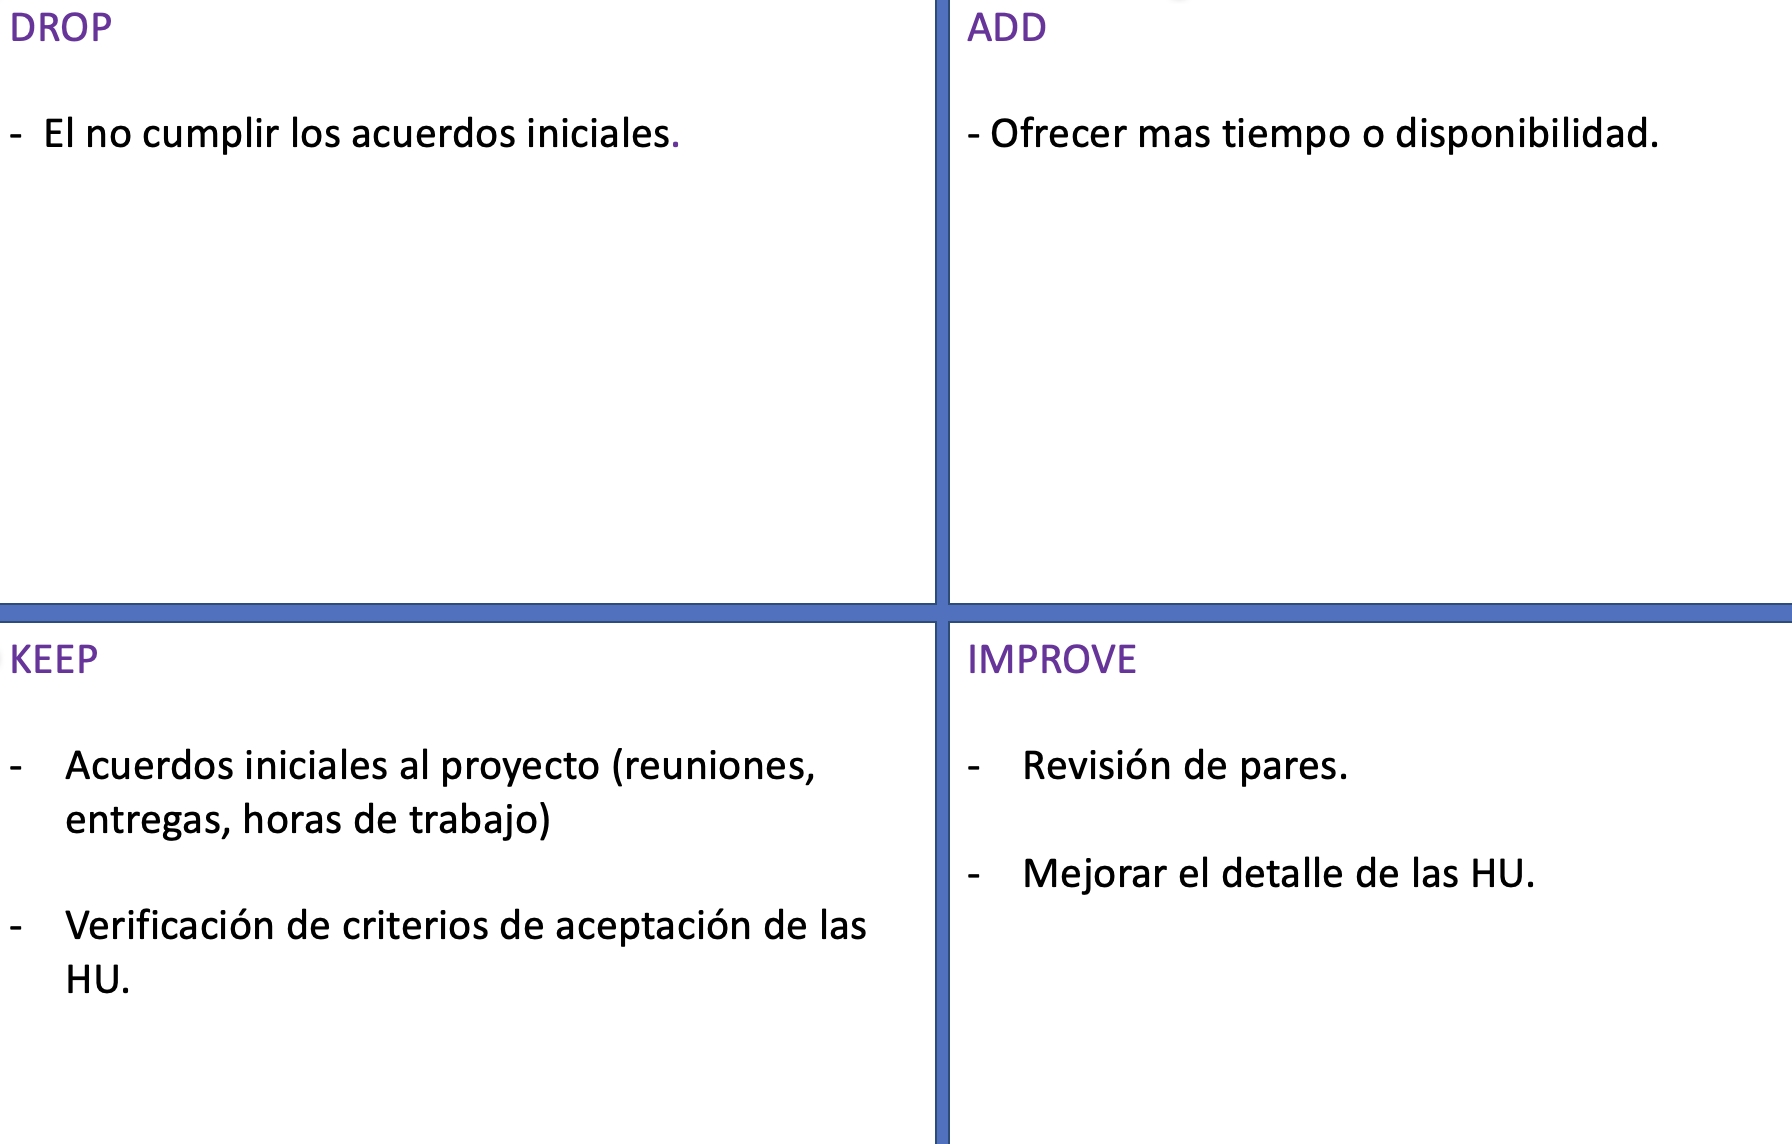 DROP
- El no cumplir los acuerdos iniciales.
ADD
- Ofrecer mas tiempo o disponibilidad.
KEEP
- Acuerdos iniciales al proyecto (reuniones,
entregas, horas de trabajo)
- Verificación de criterios de aceptación de las
HU.
IMPROVE
- Revisión de pares.
- Mejorar el detalle de las HU.